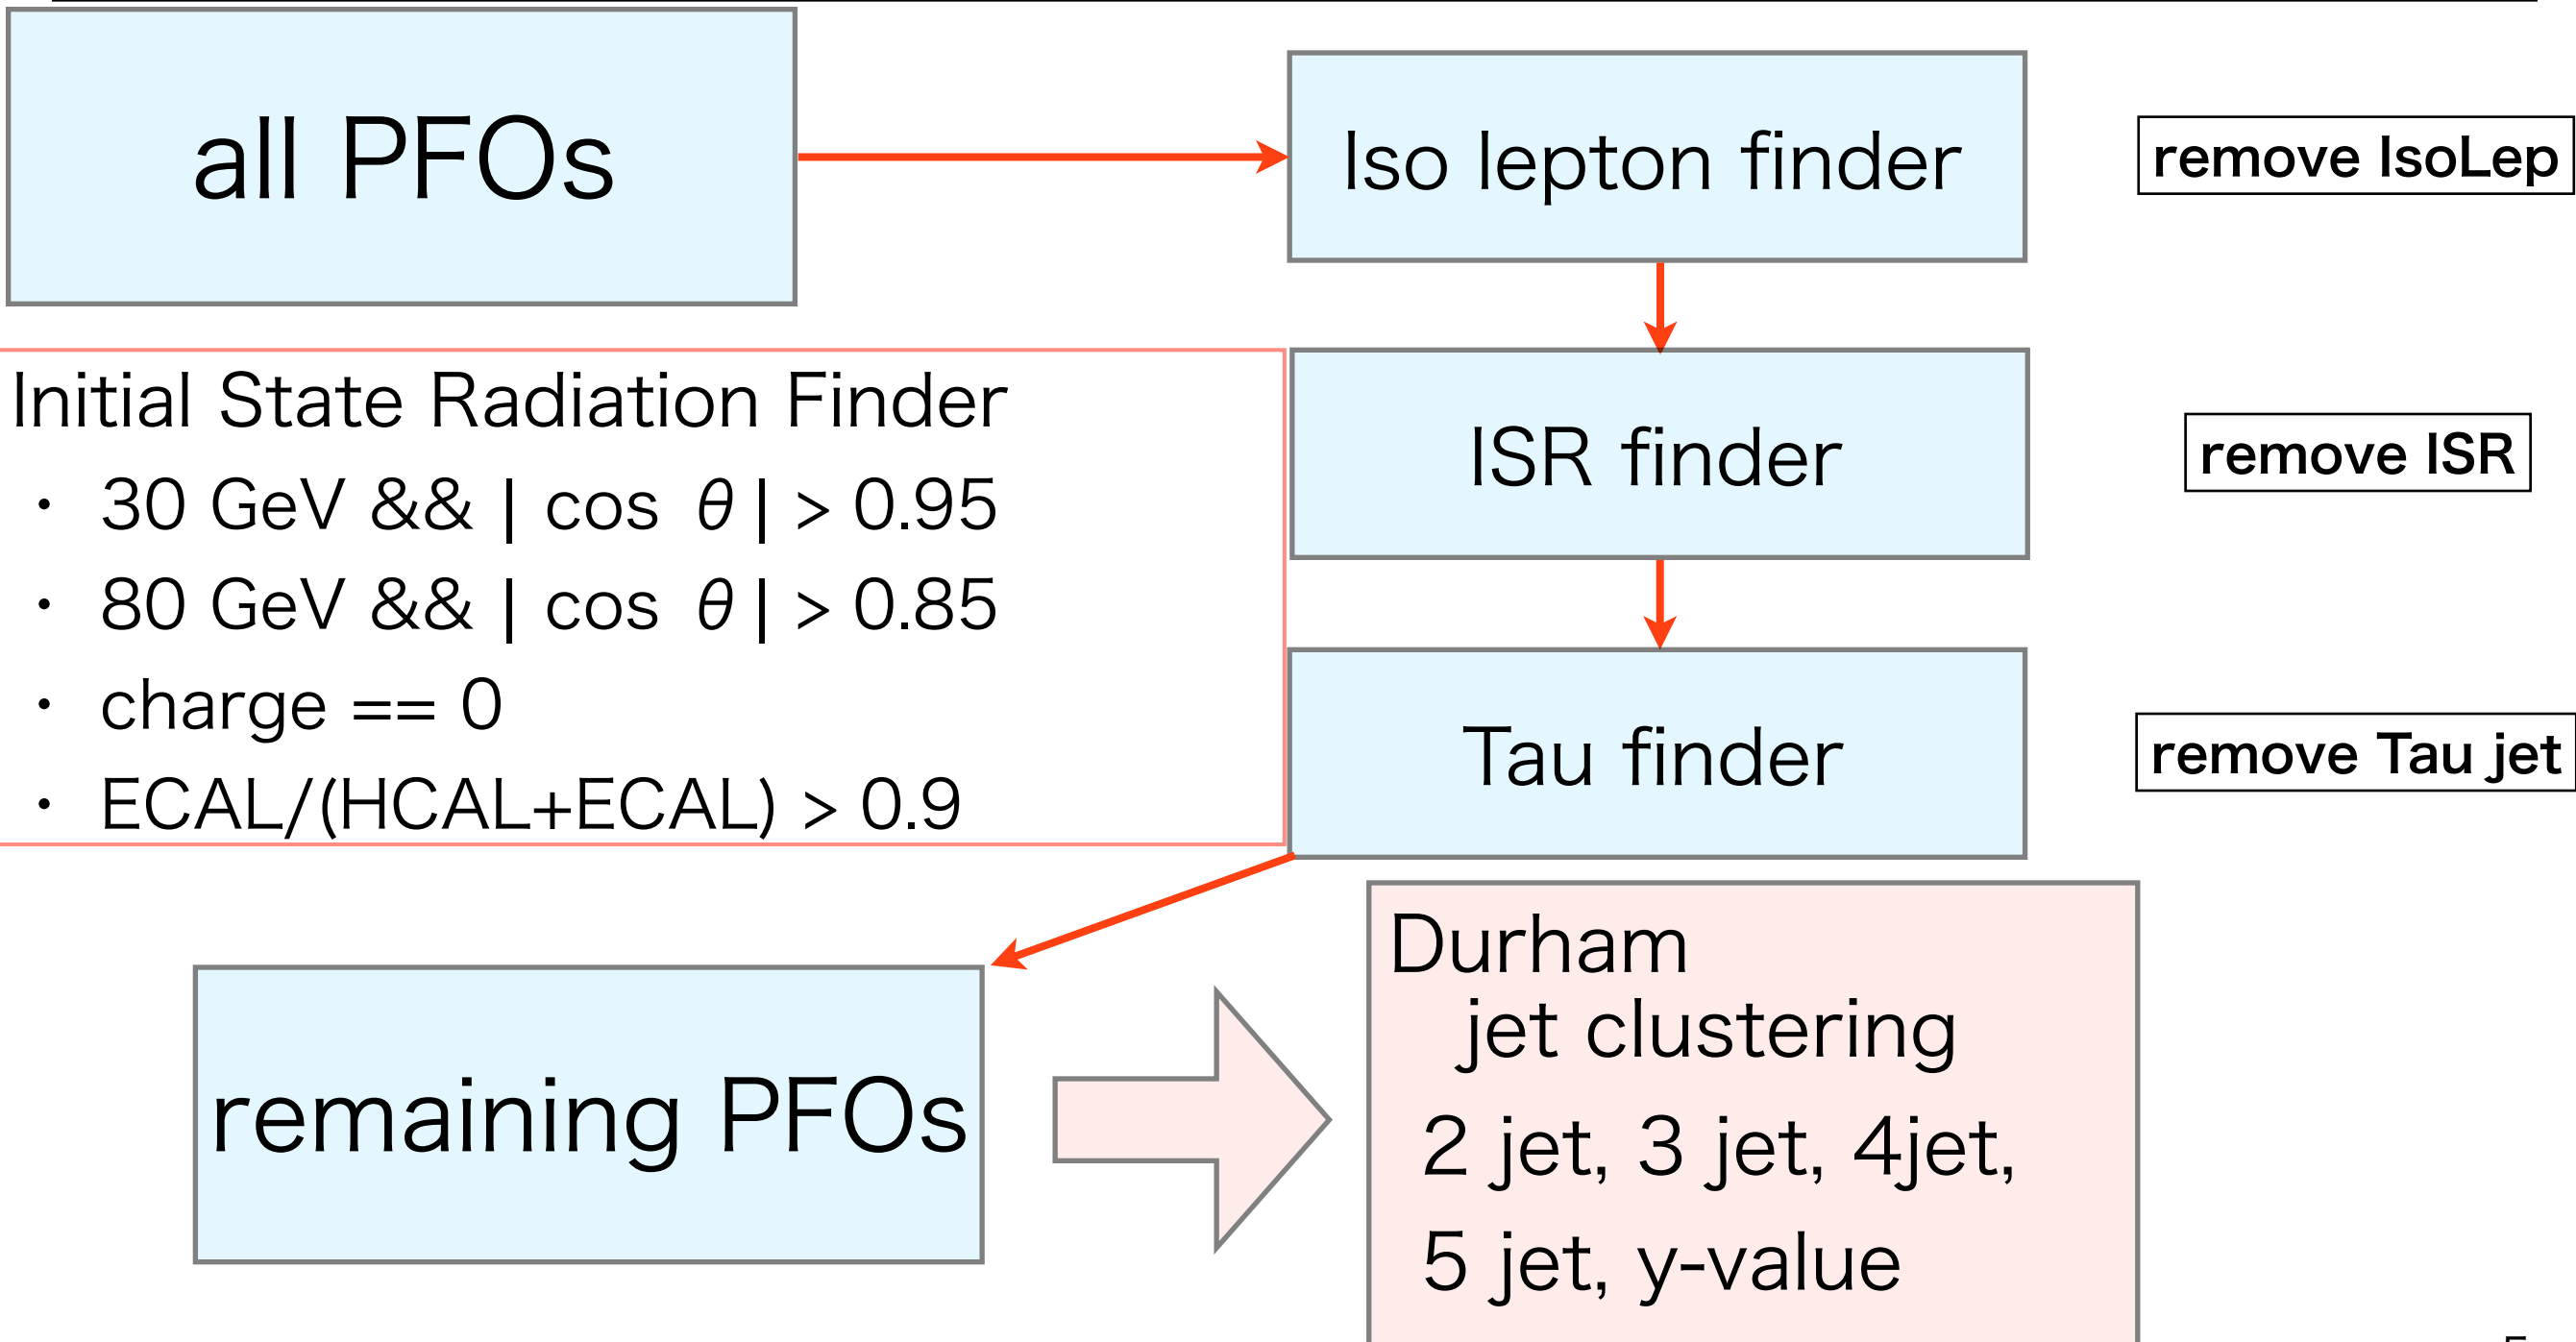 all PFOs
Iso lepton finder
remove IsoLep
Initial State Radiation Finder
・ 30 GeV && | cos θ | > 0.95
・ 80 GeV && | cos θ | > 0.85
・ charge == 0
・ ECAL/(HCAL+ECAL) > 0.9
ISR finder
remove ISR
Tau finder
remove Tau jet
remaining PFOs
Durham
jet clustering
2 jet, 3 jet, 4jet,
5 jet, y-value